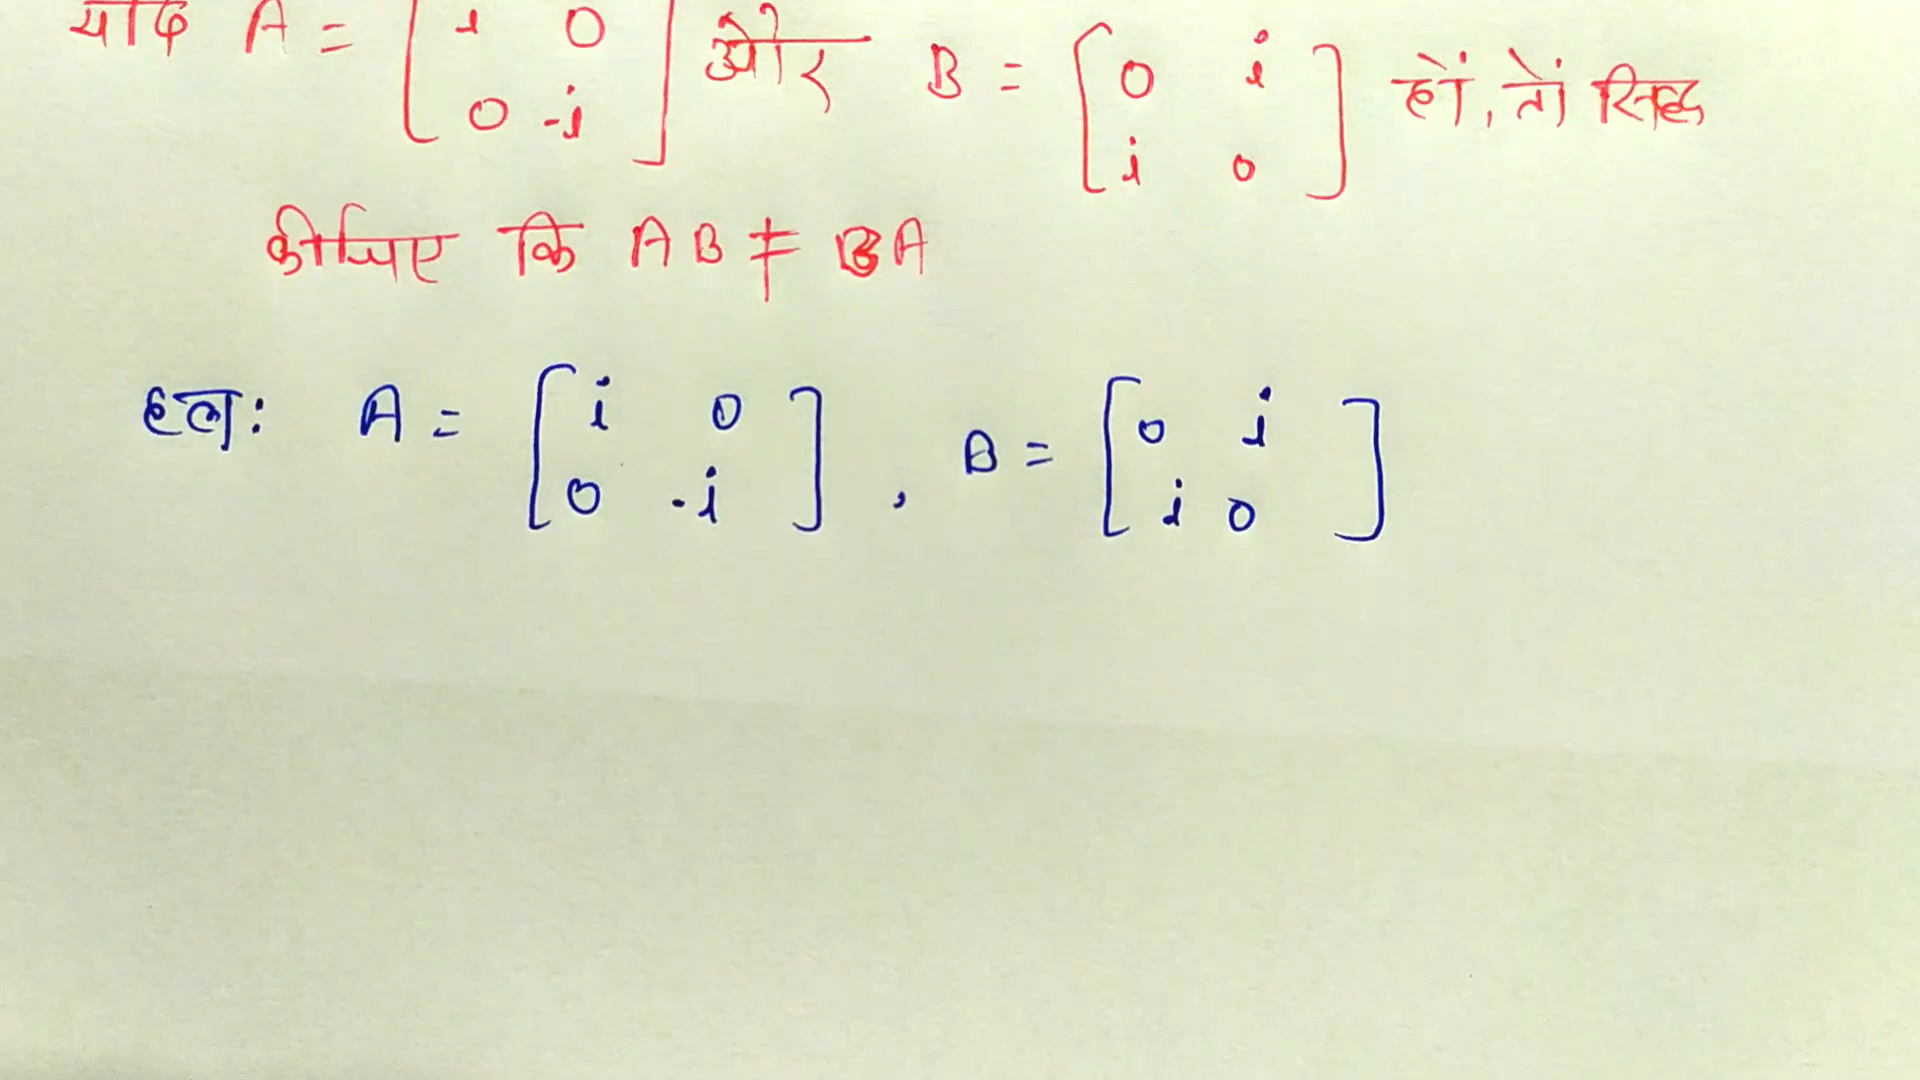 यदि A = [ i 0 0 -i ] और B = [ 0 i i 0 ] हों, तो सिद्ध
कीजिए कि AB ≠ BA
हल: A = [ i 0 0 -i ] , B = [ 0 i i 0 ]